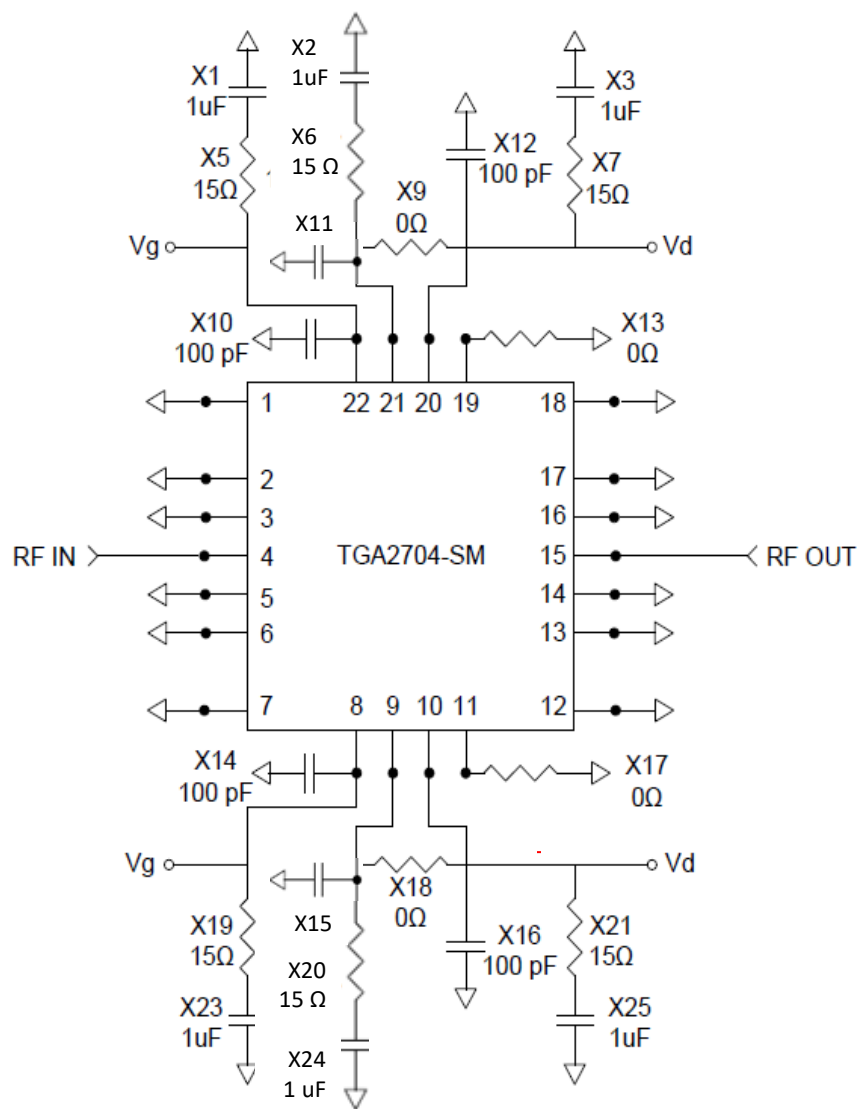 X1
1uF
X2
1uF
X3
1uF
X5
15Ω
X6
15 Ω
X12
100 pF
X7
15Ω
X9
0Ω
X11
Vg
Vd
X10
100 pF
X13
0Ω
22 21 20 19
1
2
3
4
5
6
7
18
17
16
15
14
13
12
RF IN
TGA2704-SM
RF OUT
8 9 10 11
X14
100 pF
X17
0Ω
Vg
Vd
X18
0Ω
X15
X19
15Ω
X20
15 Ω
X16
100 pF
X21
15Ω
X23
1uF
X24
1 uF
X25
1uF